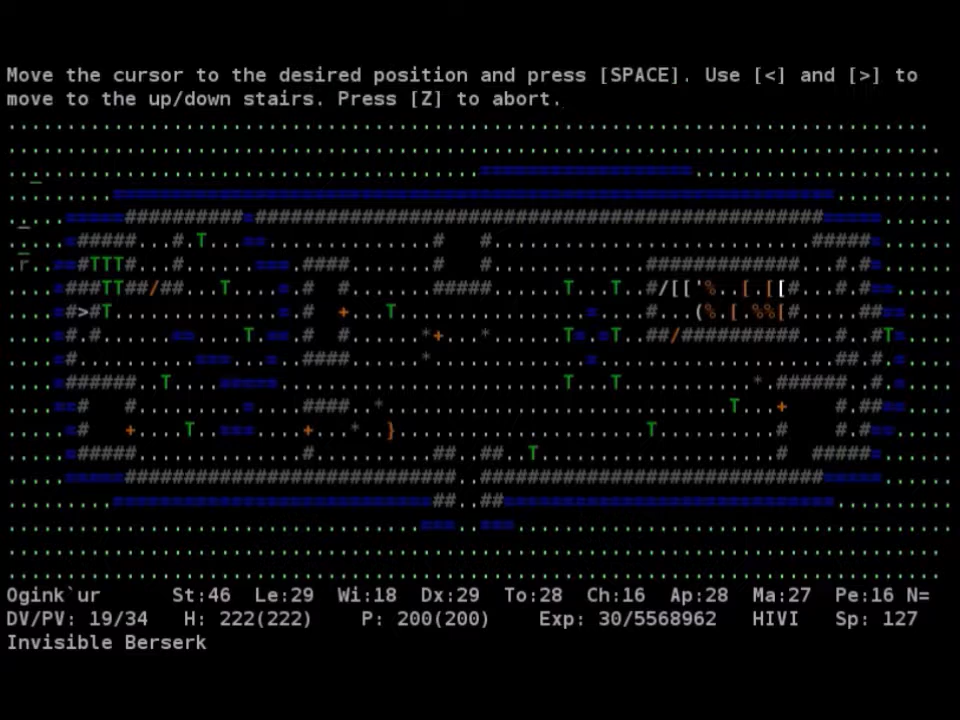 Move the cursor to the desired position and press [SPACE]. Use [<] and [>] to
move to the up/down stairs. Press [Z] to abort.
Ogink`ur St:46 Le:29 Wi:18 Dx:29 To:28 Ch:16 Ap:28 Ma:27 Pe:16 N=
DV/PV: 19/34 H: 222(222) P: 200(200) Exp: 30/5568962 HIVI Sp: 127
Invisible Berserk